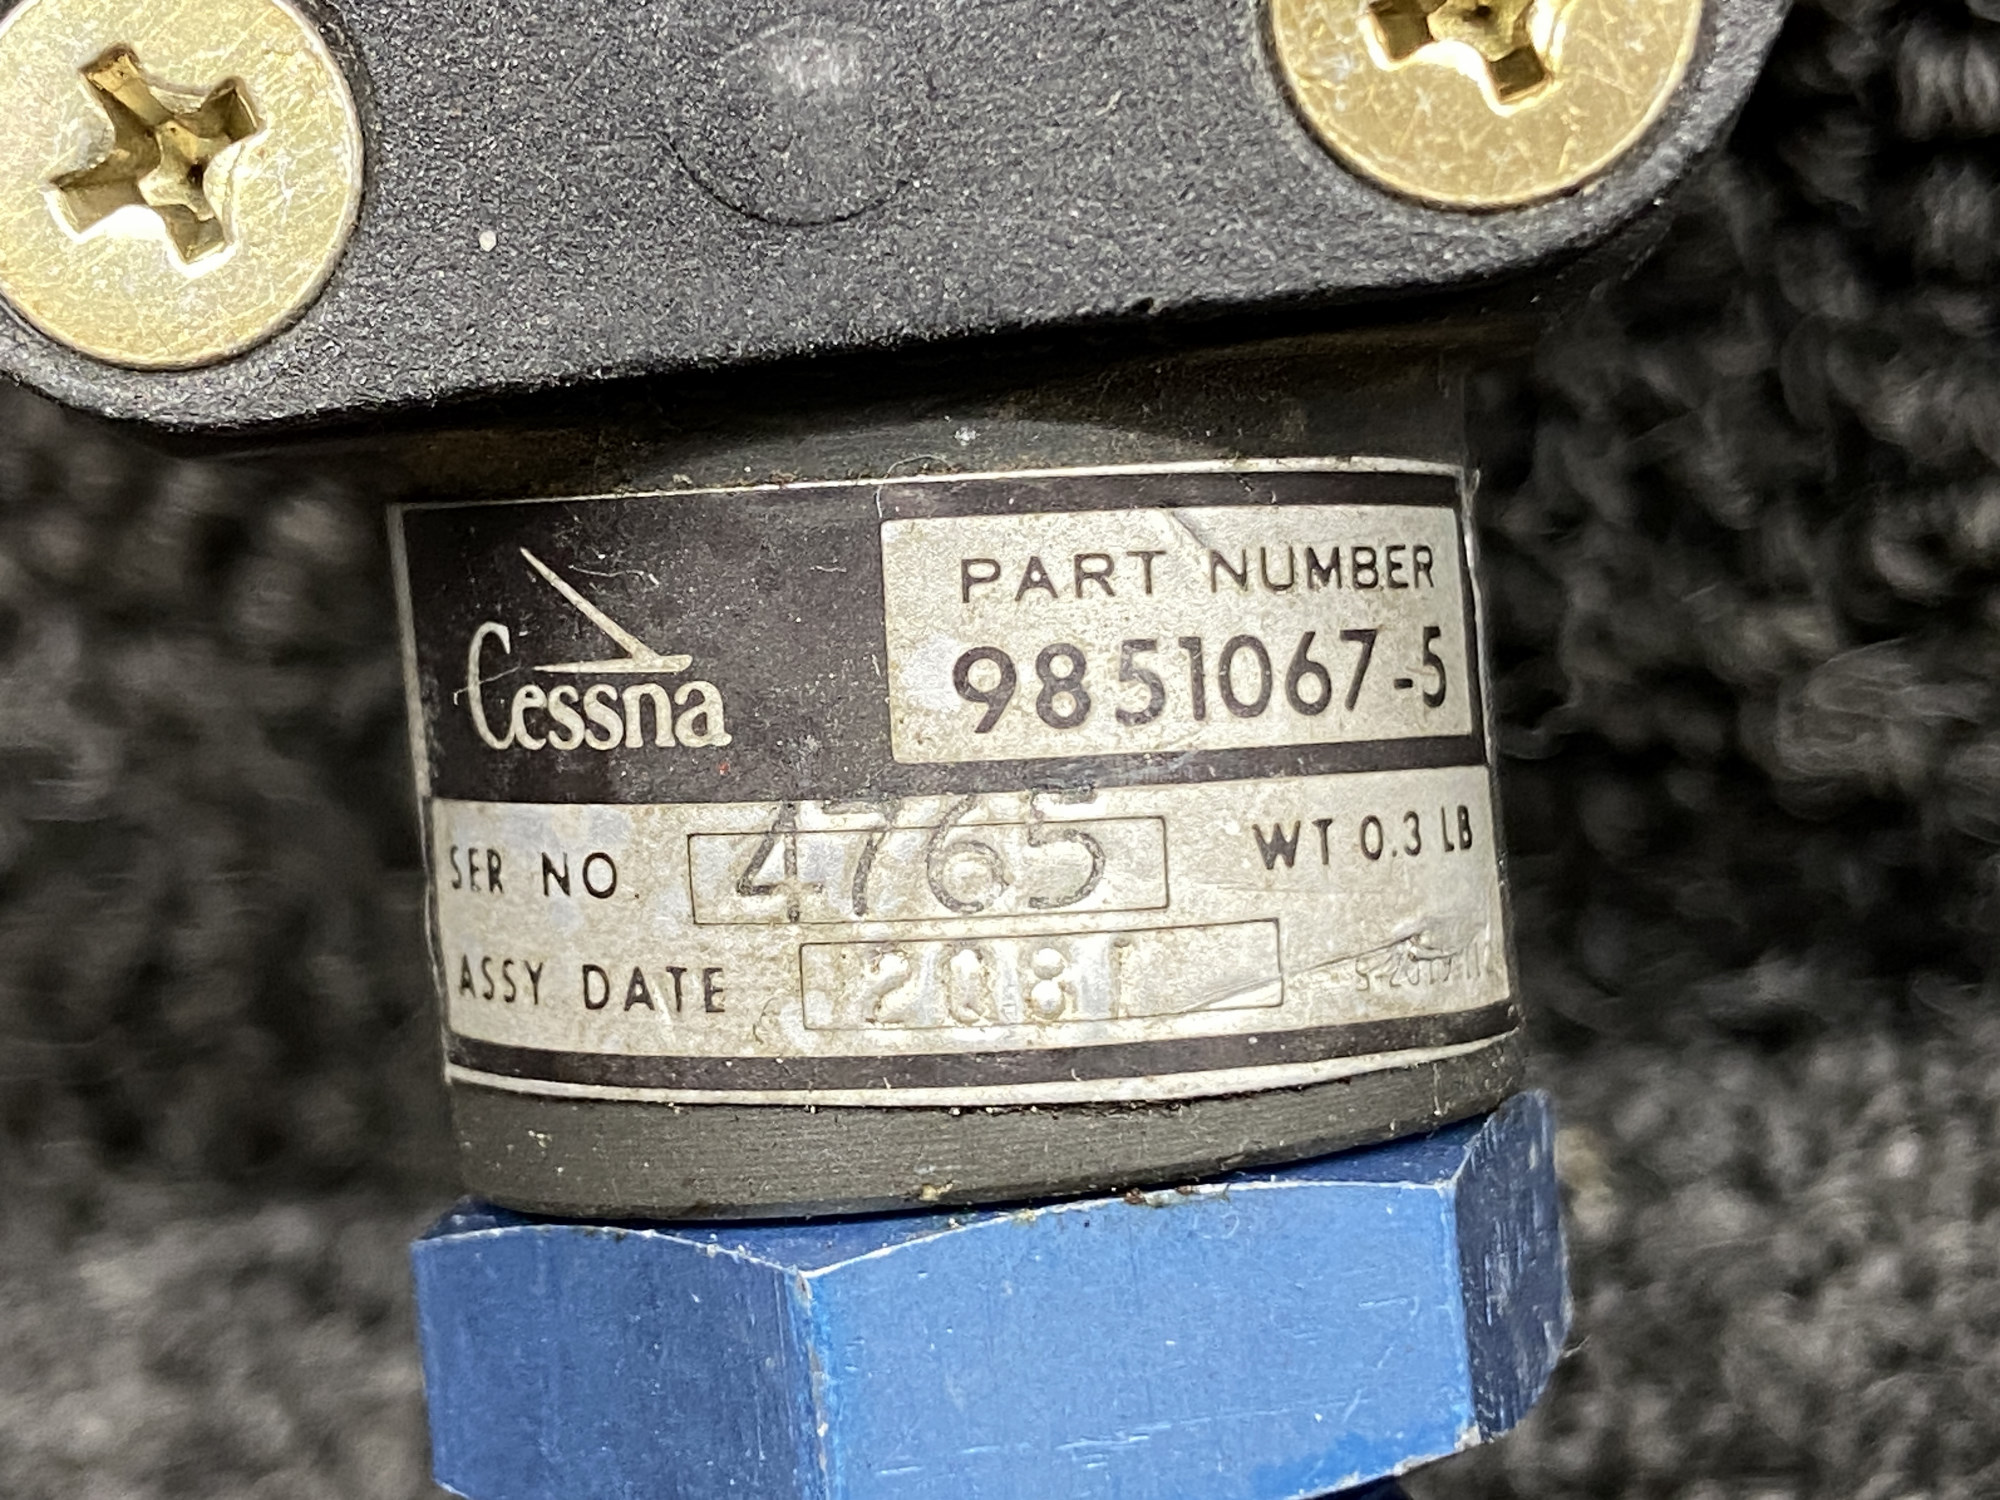 Cessna
PART NUMBER
9851067-5
SER NO. 4765
WT 0.3 LB
ASSY DATE 2081